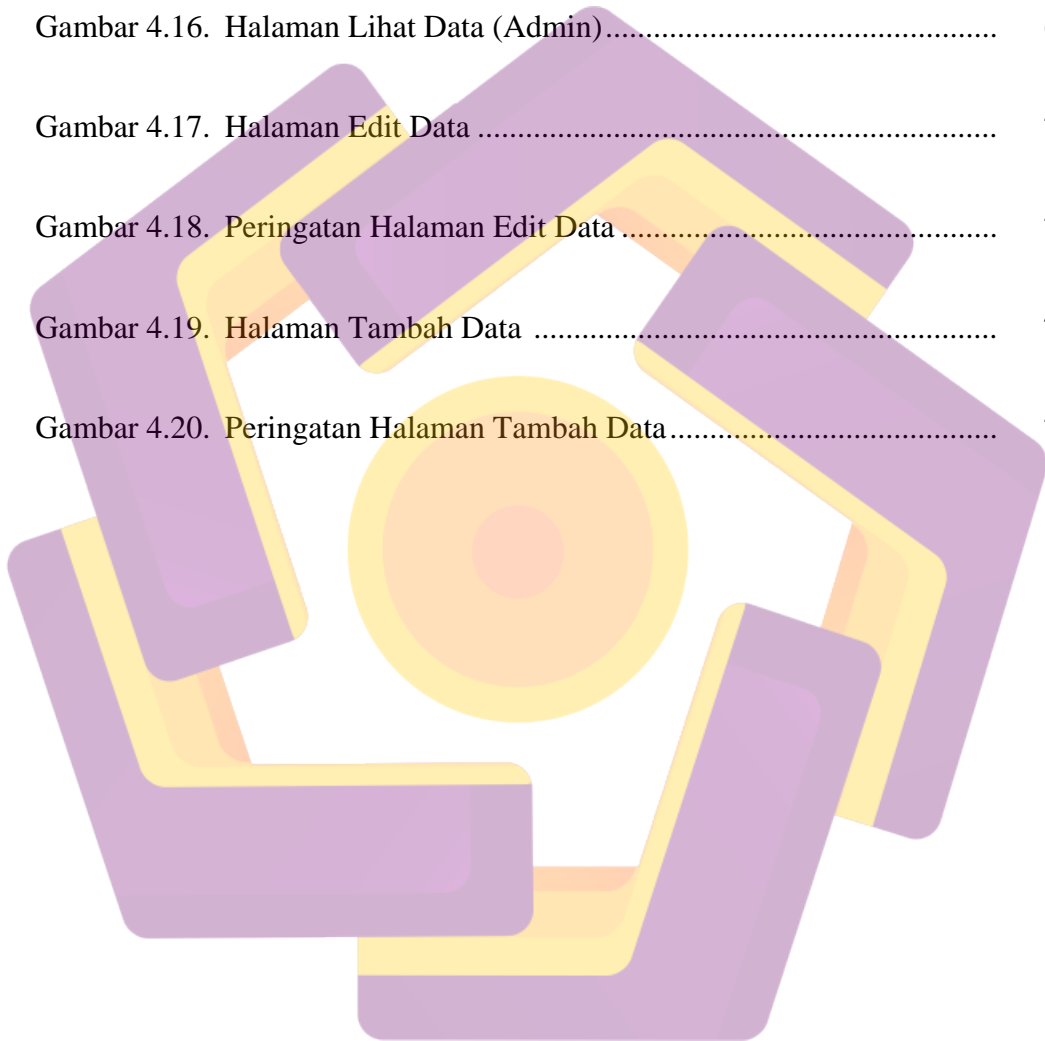 Gambar 4.16. Halaman Lihat Data (Admin).................................................
Gambar 4.17. Halaman Edit Data .................................................................
Gambar 4.18. Peringatan Halaman Edit Data ...............................................
Gambar 4.19. Halaman Tambah Data ..........................................................
Gambar 4.20. Peringatan Halaman Tambah Data.........................................